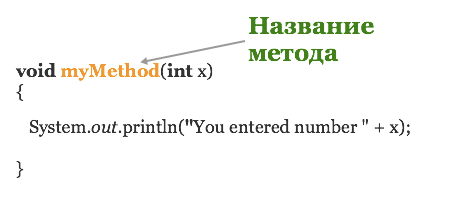 Название
метода
void myMethod(int x)
{
System.out.println("You entered number " + x);
}